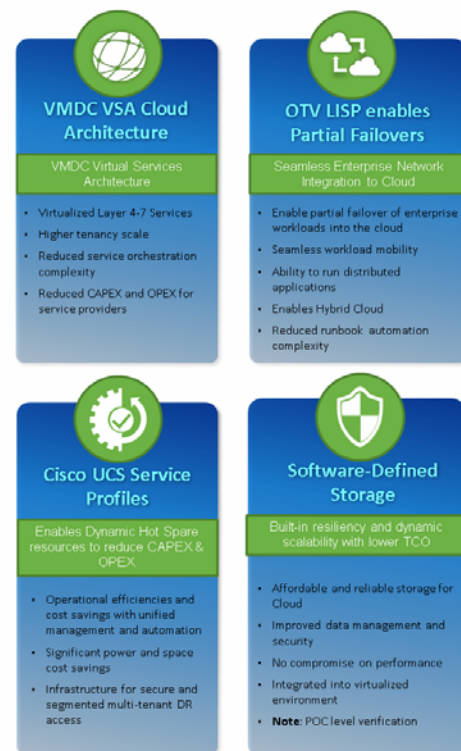 VMDC VSA Cloud
Architecture
VMDC Virtual Services
Architecture
• Virtualized Layer 4-7 Services
• Higher tenancy scale
• Reduced service orchestration
complexity
• Reduced CAPEX and OPEX for
service providers
OTV LISP enables
Partial Failovers
Seamless Enterprise Network
Integration to Cloud
• Enable partial failover of enterprise
workloads into the cloud
• Seamless workload mobility
• Ability to run distributed
applications
• Enables Hybrid Cloud
• Reduced runbook automation
complexity
Cisco UCS Service
Profiles
Enables Dynamic Hot Spare
resources to reduce CAPEX &
OPEX
• Operational efficiencies and
cost savings with unified
management and automation
• Significant power and space
cost savings
• Infrastructure for secure and
segmented multi-tenant DR
access
Software-Defined
Storage
Built-in resiliency and dynamic
scalability with lower TCO
• Affordable and reliable storage for
Cloud
• Improved data management and
security
• No compromise on performance
• Integrated into virtualized
environment
• Note: POC level verification